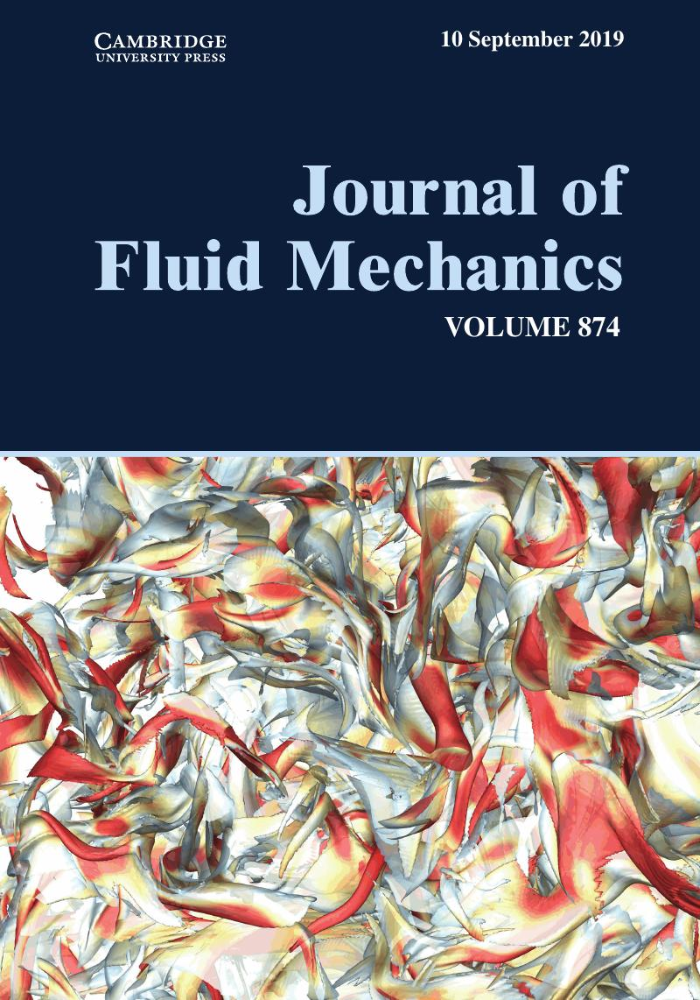 CAMBRIDGE
UNIVERSITY PRESS
10 September 2019
Journal of
Fluid Mechanics
VOLUME 874